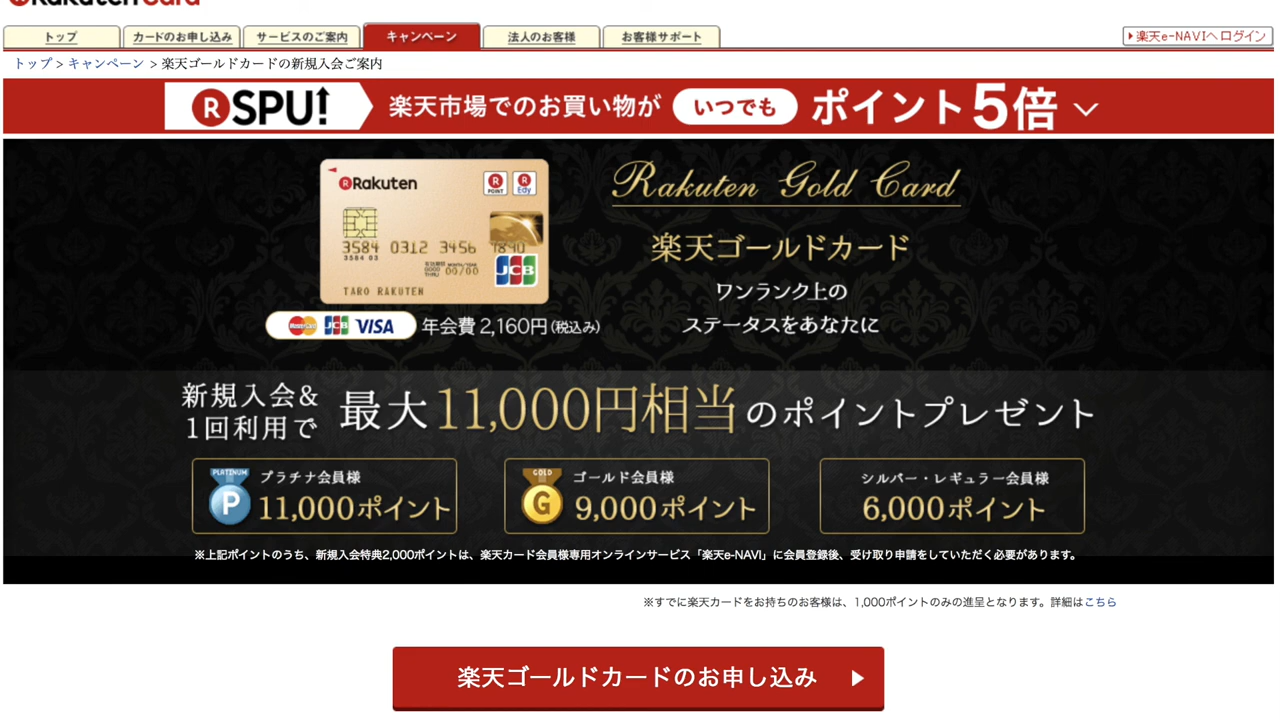 Rakuten Card
トップ
カードのお申し込み
サービスのご案内
キャンペーン
法人のお客様
お客様サポート
楽天e-NAVIへログイン
トップ > キャンペーン > 楽天ゴールドカードの新規入会ご案内
R SPU! 楽天市場でのお買い物が いつでも ポイント5倍
R Rakuten
R POINT
R Edy
3584 0312 3456 7890
3584 03
00/00
TARO RAKUTEN
JCB
MasterCard JCB VISA 年会費 2,160円(税込み)
Rakuten Gold Card
楽天ゴールドカード
ワンランク上の
ステータスをあなたに
新規入会&
1回利用で
最大11,000円相当のポイントプレゼント
PLATINUM
P
プラチナ会員様
11,000ポイント
GOLD
G
ゴールド会員様
9,000ポイント
シルバー・レギュラー会員様
6,000ポイント
※上記ポイントのうち、新規入会特典2,000ポイントは、楽天カード会員様専用オンラインサービス「楽天e-NAVI」に会員登録後、受け取り申請をしていただく必要があります。
※すでに楽天カードをお持ちのお客様は、1,000ポイントのみの進呈となります。詳細はこちら
楽天ゴールドカードのお申し込み